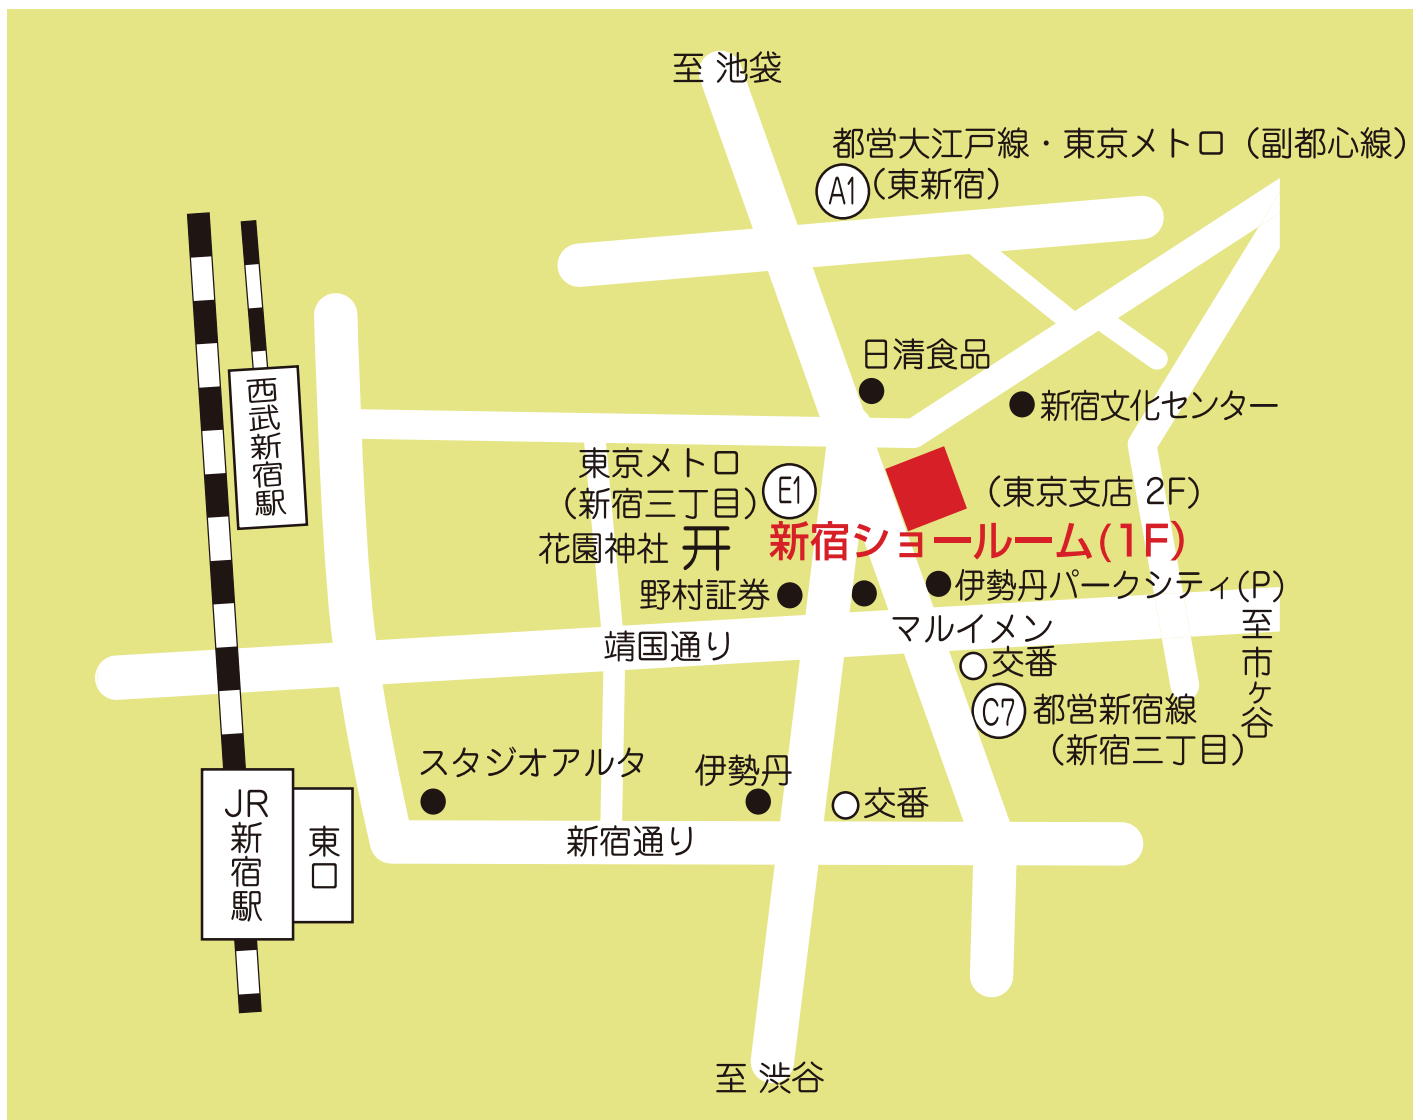 至 池袋
都営大江戸線・東京メトロ（副都心線）
A1
（東新宿）
日清食品
西武新宿駅
新宿文化センター
東京メトロ
（新宿三丁目）
E1
（東京支店 2F）
新宿ショールーム(1F)
花園神社
野村証券
伊勢丹パークシティ(P)
マルイメン
靖国通り
至市ヶ谷
交番
C7
都営新宿線
（新宿三丁目）
スタジオアルタ
伊勢丹
交番
JR
新宿駅
東口
新宿通り
至 渋谷